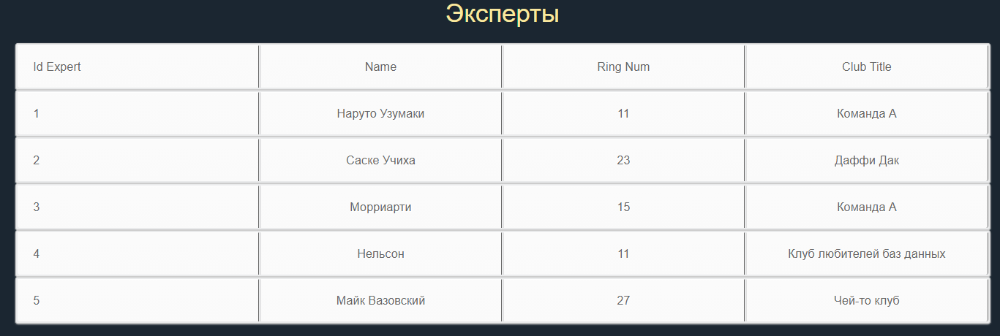 Эксперты
Id Expert Name Ring Num Club Title
1 Наруто Узумаки 11 Команда А
2 Саске Учиха 23 Даффи Дак
3 Морриарти 15 Команда А
4 Нельсон 11 Клуб любителей баз данных
5 Майк Вазовский 27 Чей-то клуб